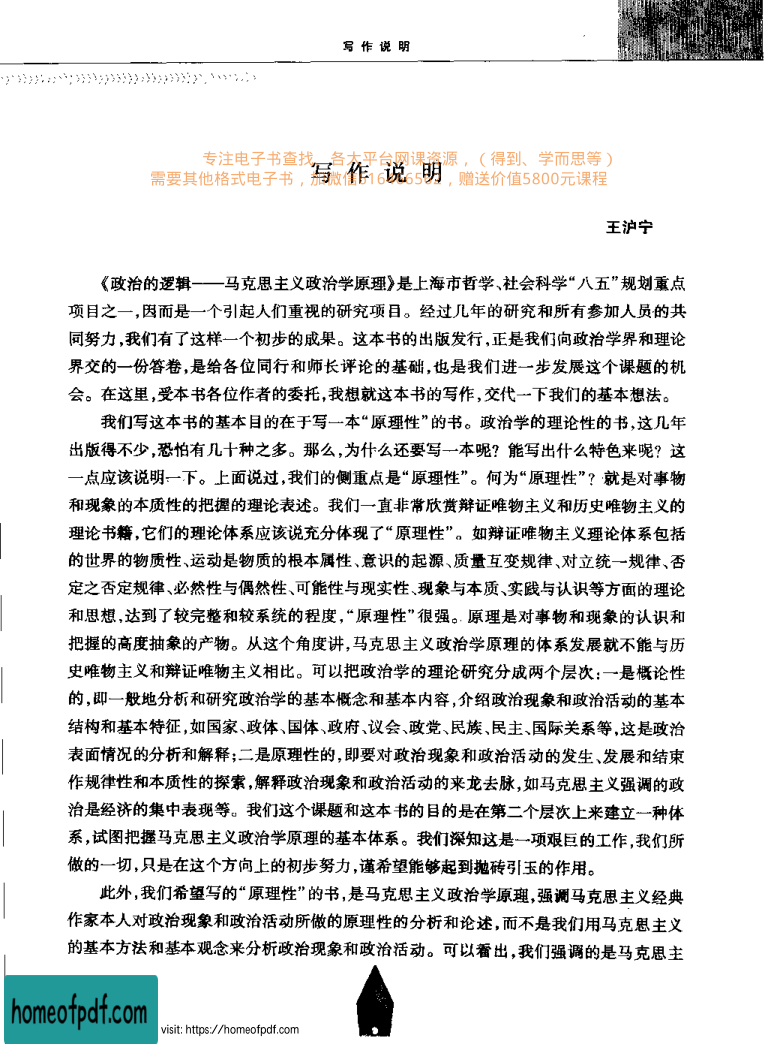 写作说明
专注电子书查找，各大平台网课资源，（得到、学而思等）
写作说明
需要其他格式电子书，加微信，赠送价值5800元课程
王沪宁
《政治的逻辑——马克思主义政治学原理》是上海市哲学、社会科学“八五”规划重点
项目之一,因而是一个引起人们重视的研究项目。经过几年的研究和所有参加人员的共
同努力,我们有了这样一个初步的成果。这本书的出版发行,正是我们向政治学界和理论
界交的一份答卷,是给各位同行和师长评论的基础,也是我们进一步发展这个课题的机
会。在这里,受本书各位作者的委托,我想就这本书的写作,交代一下我们的基本想法。
我们写这本书的基本目的在于写一本“原理性”的书。政治学的理论性的书,这几年
出版得不少,恐怕有几十种之多。那么,为什么还要写一本呢？能写出什么特色来呢？这
一点应该说明一下。上面说过,我们的侧重点是“原理性”。何为“原理性”？就是对事物
和现象的本质性的把握的理论表述。我们一直非常欣赏辩证唯物主义和历史唯物主义的
理论书籍,它们的理论体系应该说充分体现了“原理性”。如辩证唯物主义理论体系包括
的世界的物质性、运动是物质的根本属性、意识的起源、质量互变规律、对立统一规律、否
定之否定规律、必然性与偶然性、可能性与现实性、现象与本质、实践与认识等方面的理论
和思想,达到了较完整和较系统的程度,“原理性”很强。原理是对事物和现象的认识和
把握的高度抽象的产物。从这个角度讲,马克思主义政治学原理的体系发展就不能与历
史唯物主义和辩证唯物主义相比。可以把政治学的理论研究分成两个层次:一是概论性
的,即一般地分析和研究政治学的基本概念和基本内容,介绍政治现象和政治活动的基本
结构和基本特征,如国家、政体、国体、政府、议会、政党、民族、民主、国际关系等,这是政治
表面情况的分析和解释;二是原理性的,即要对政治现象和政治活动的发生、发展和结束
作规律性和本质性的探索,解释政治现象和政治活动的来龙去脉,如马克思主义强调的政
治是经济的集中表现等。我们这个课题和这本书的目的是在第二个层次上来建立一种体
系,试图把握马克思主义政治学原理的基本体系。我们深知这是一项艰巨的工作,我们所
做的一切,只是在这个方向上的初步努力,谨希望能够起到抛砖引玉的作用。
此外,我们希望写的“原理性”的书,是马克思主义政治学原理,强调马克思主义经典
作家本人对政治现象和政治活动所做的原理性的分析和论述,而不是我们用马克思主义
的基本方法和基本观念来分析政治现象和政治活动。可以看出,我们强调的是马克思主
homeofpdf.com
visit: https://homeofpdf.com